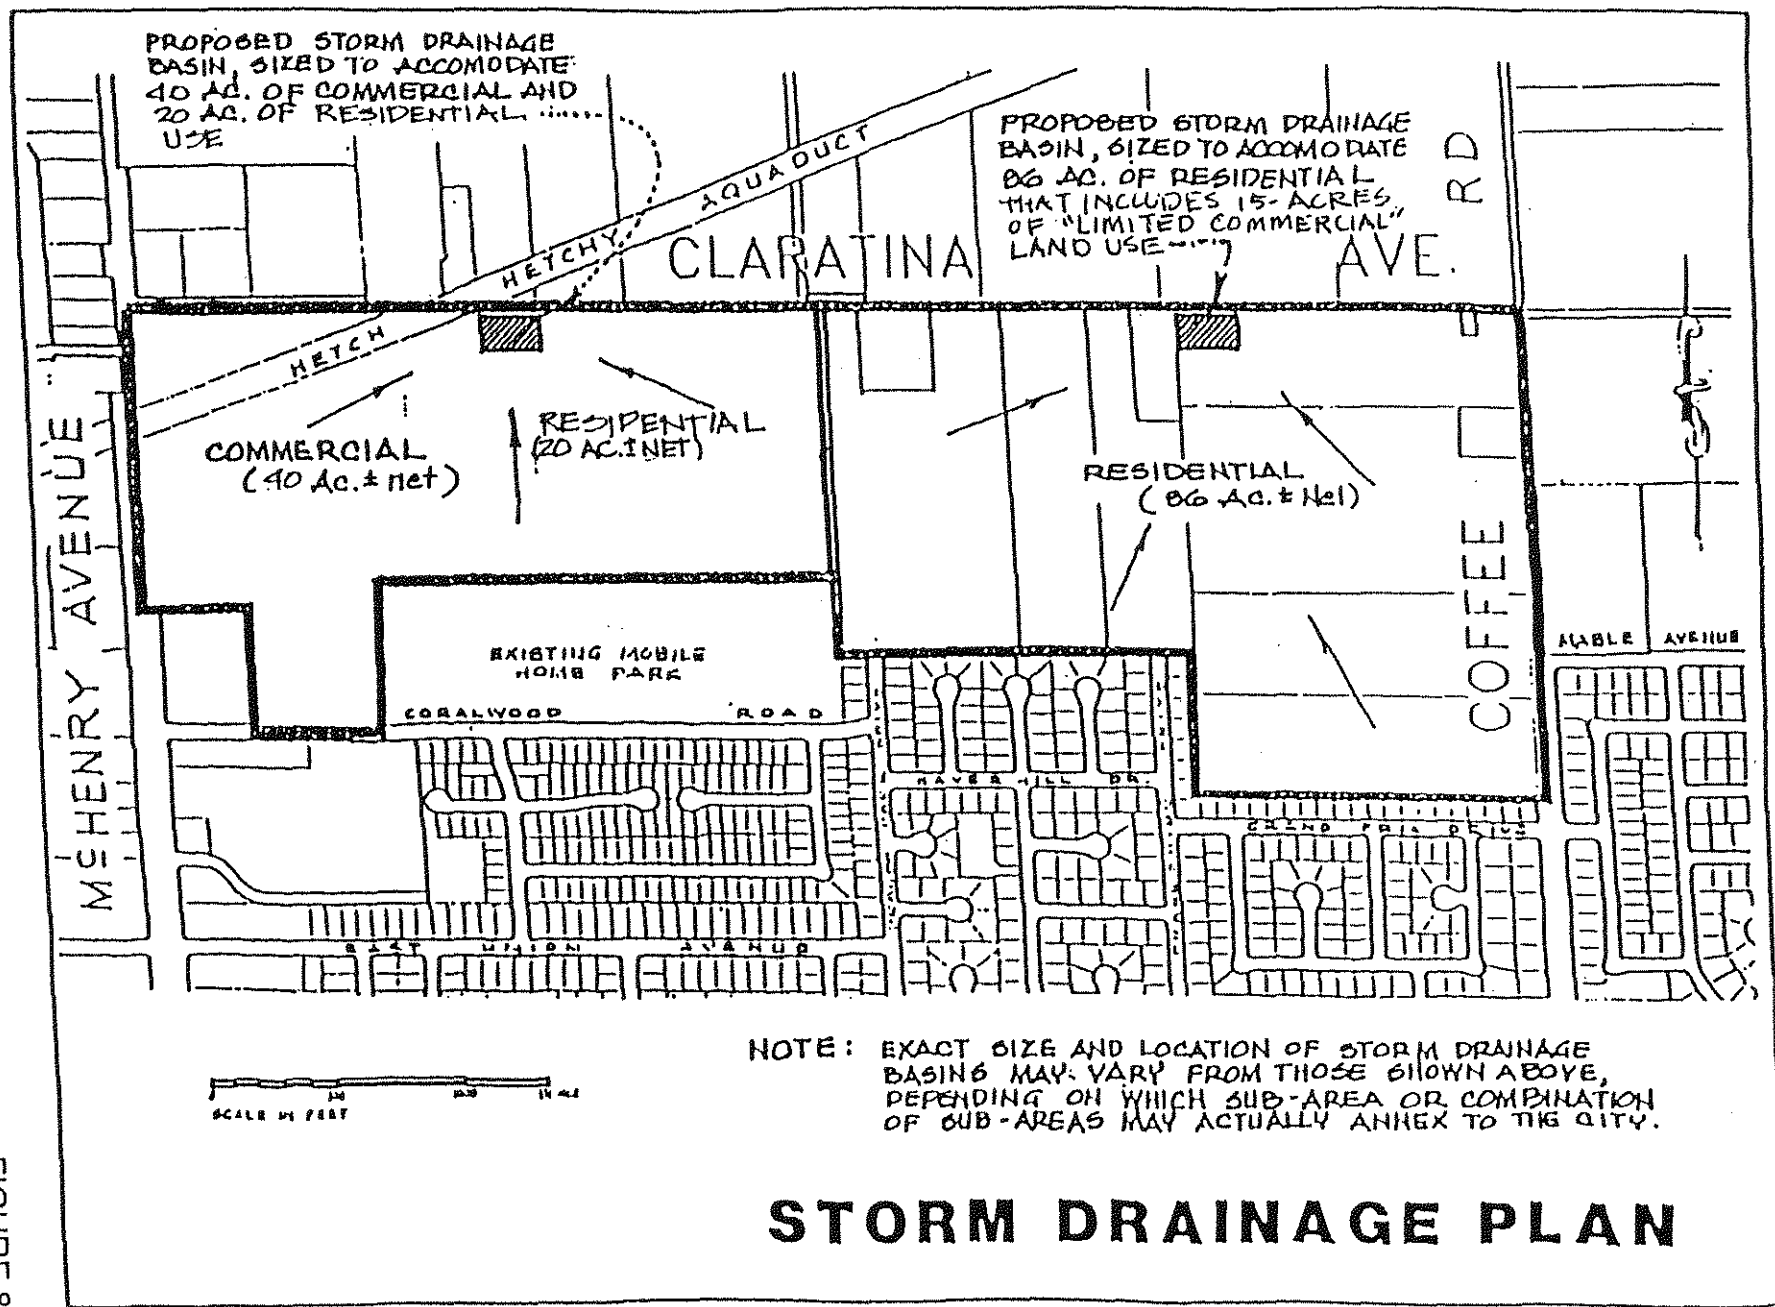 PROPOSED STORM DRAINAGE
BASIN, SIZED TO ACCOMODATE
40 AC. OF COMMERCIAL AND
20 AC. OF RESIDENTIAL
USE
PROPOSED STORM DRAINAGE
BASIN, SIZED TO ACCOMODATE
86 AC. OF RESIDENTIAL
THAT INCLUDES 15-ACRES
OF "LIMITED COMMERCIAL"
LAND USE
HETCH HETCHY AQUADUCT
CLARATINA AVE.
COFFEE RD
MCHENRY AVENUE
COMMERCIAL
(40 AC. ± net)
RESIDENTIAL
(20 AC. ± NET)
RESIDENTIAL
(86 AC. ± Net)
EXISTING MOBILE
HOME PARK
CORALWOOD ROAD
MABLE AVENUE
HAVERHILL DR.
GRAND PRIX DRIVE
EAST UNION AVENUE
SCALE IN FEET
NOTE: EXACT SIZE AND LOCATION OF STORM DRAINAGE
BASINS MAY VARY FROM THOSE SHOWN ABOVE,
DEPENDING ON WHICH SUB-AREA OR COMBINATION
OF SUB-AREAS MAY ACTUALLY ANNEX TO THE CITY.
STORM DRAINAGE PLAN